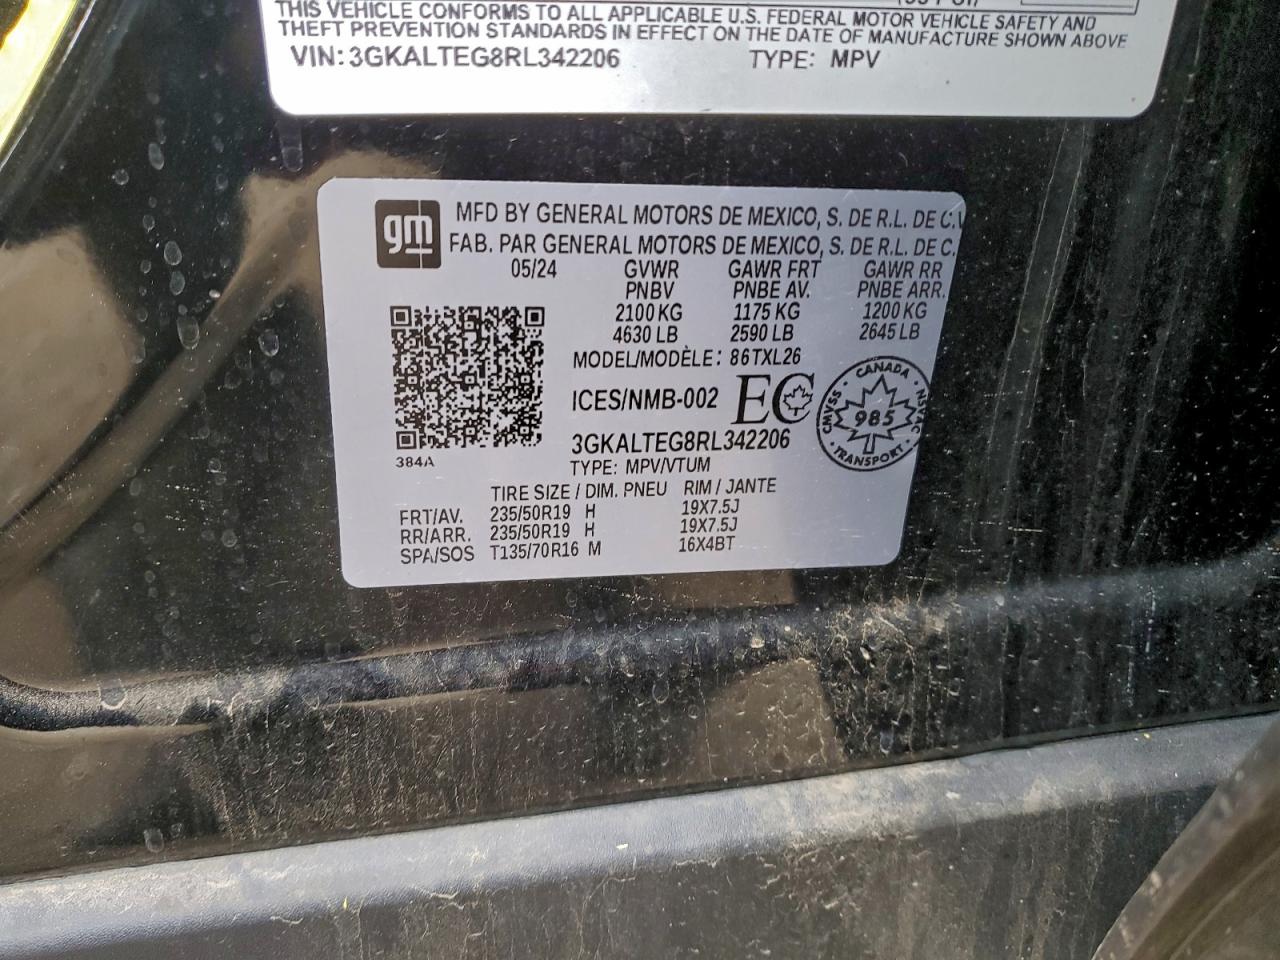 THIS VEHICLE CONFORMS TO ALL APPLICABLE U.S. FEDERAL MOTOR VEHICLE SAFETY AND
THEFT PREVENTION STANDARDS IN EFFECT ON THE DATE OF MANUFACTURE SHOWN ABOVE
VIN: 3GKALTEG8RL342206 TYPE: MPV
gm
MFD BY GENERAL MOTORS DE MEXICO, S. DE R.L. DE C.V
FAB. PAR GENERAL MOTORS DE MEXICO, S. DE R.L. DE C.
05/24 GVWR GAWR FRT GAWR RR
PNBV PNBE AV. PNBE ARR.
2100 KG 1175 KG 1200 KG
4630 LB 2590 LB 2645 LB
MODEL/MODÈLE: 86TXL26
ICES/NMB-002 EC
CANADA
CMVSS 985 NVSAC
TRANSPORT
3GKALTEG8RL342206
384A
TYPE: MPV/VTUM
TIRE SIZE / DIM. PNEU RIM / JANTE
FRT/AV. 235/50R19 H 19X7.5J
RR/ARR. 235/50R19 H 19X7.5J
SPA/SOS T135/70R16 M 16X4BT